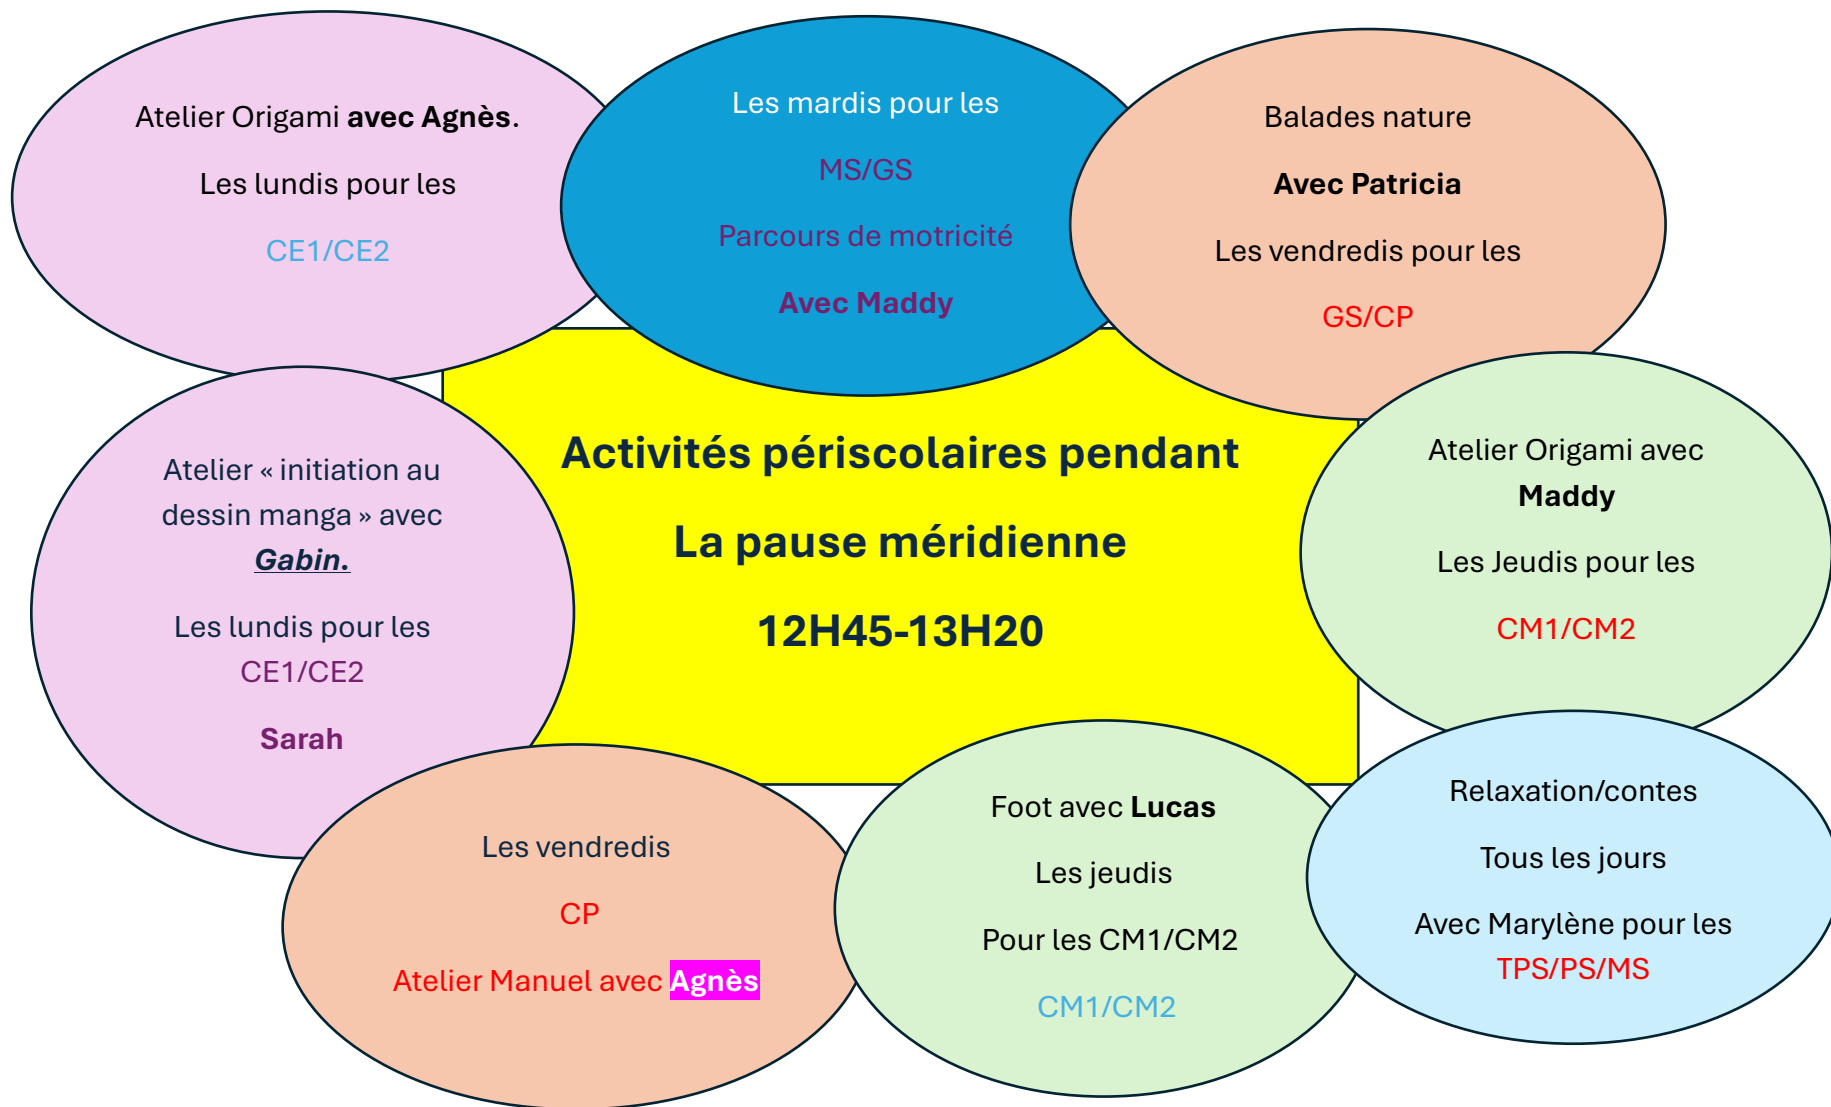 Atelier Origami avec Agnès.
Les lundis pour les
CE1/CE2
Les mardis pour les
MS/GS
Parcours de motricité
Avec Maddy
Balades nature
Avec Patricia
Les vendredis pour les
GS/CP
Activités périscolaires pendant
La pause méridienne
12H45-13H20
Atelier « initiation au
dessin manga » avec
Gabin.
Les lundis pour les
CE1/CE2
Sarah
Atelier Origami avec
Maddy
Les Jeudis pour les
CM1/CM2
Les vendredis
CP
Atelier Manuel avec Agnès
Foot avec Lucas
Les jeudis
Pour les CM1/CM2
CM1/CM2
Relaxation/contes
Tous les jours
Avec Marylène pour les
TPS/PS/MS